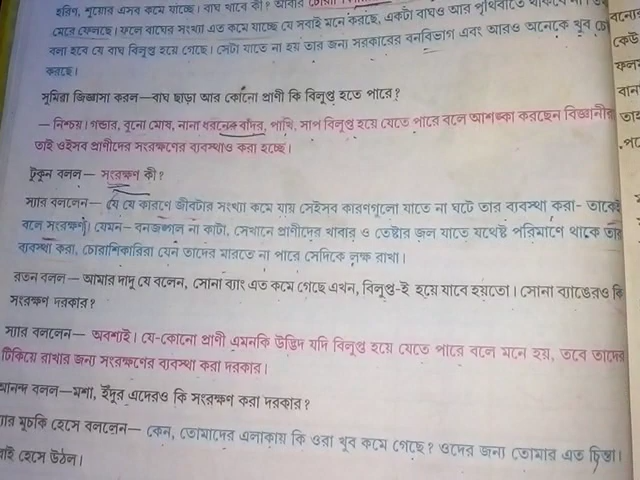 হরিণ, শুয়োর এসব কমে যাচ্ছে। বাঘ খাবে কী? আবার
মেরে ফেলছে। ফলে বাঘের সংখ্যা এত কমে যাচ্ছে যে সবাই মনে করছে, একটা বাঘও আর পৃথিবীতে থাকবে না।
বলা হবে যে বাঘ বিলুপ্ত হয়ে গেছে। সেটা যাতে না হয় তার জন্য সরকারের বনবিভাগ এবং আরও অনেকে খুব
করছে।
সুমিত্রা জিজ্ঞাসা করল—বাঘ ছাড়া আর কোনো প্রাণী কি বিলুপ্ত হতে পারে?
— নিশ্চয়। গন্ডার, বুনো মোষ, নানা ধরনের বাঁদর, পাখি, সাপ বিলুপ্ত হয়ে যেতে পারে বলে আশঙ্কা করছেন বিজ্ঞানীরা
তাই ওইসব প্রাণীদের সংরক্ষণের ব্যবস্থাও করা হচ্ছে।
টুকুন বলল— সংরক্ষণ কী?
স্যার বললেন— যে যে কারণে জীবটার সংখ্যা কমে যায় সেইসব কারণগুলো যাতে না ঘটে তার ব্যবস্থা করা- তাকেই
বলে সংরক্ষণ। যেমন– বনজঙ্গল না কাটা, সেখানে প্রাণীদের খাবার ও তেষ্টার জল যাতে যথেষ্ট পরিমাণে থাকে তার
ব্যবস্থা করা, চোরাশিকারিরা যেন তাদের মারতে না পারে সেদিকে লক্ষ রাখা।
রতন বলল— আমার দাদু যে বলেন, সোনা ব্যাং এত কমে গেছে এখন, বিলুপ্ত-ই হয়ে যাবে হয়তো। সোনা ব্যাঙেরও কি
সংরক্ষণ দরকার?
স্যার বললেন— অবশ্যই। যে-কোনো প্রাণী এমনকি উদ্ভিদ যদি বিলুপ্ত হয়ে যেতে পারে বলে মনে হয়, তবে তাদের
টিকিয়ে রাখার জন্য সংরক্ষণের ব্যবস্থা করা দরকার।
আনন্দ বলল—মশা, ইঁদুর এদেরও কি সংরক্ষণ করা দরকার?
স্যার মুচকি হেসে বললেন— কেন, তোমাদের এলাকায় কি ওরা খুব কমে গেছে? ওদের জন্য তোমার এত চিন্তা।
হেসে উঠল।